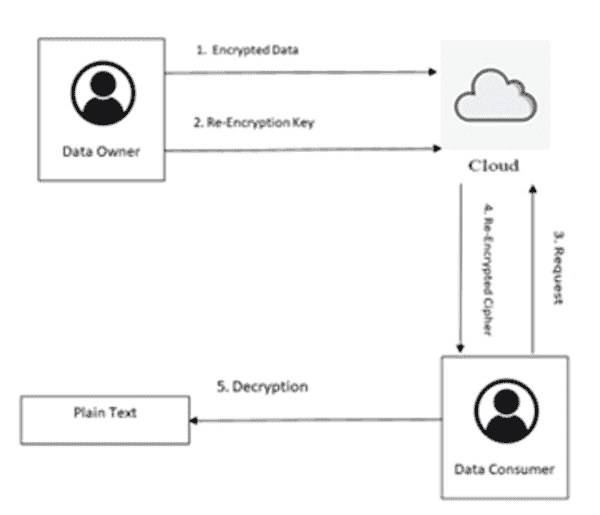 1. Encrypted Data
2. Re-Encryption Key
Data Owner
Cloud
4. Re-Encrypted Cipher
3. Request
5. Decryption
Plain Text
Data Consumer